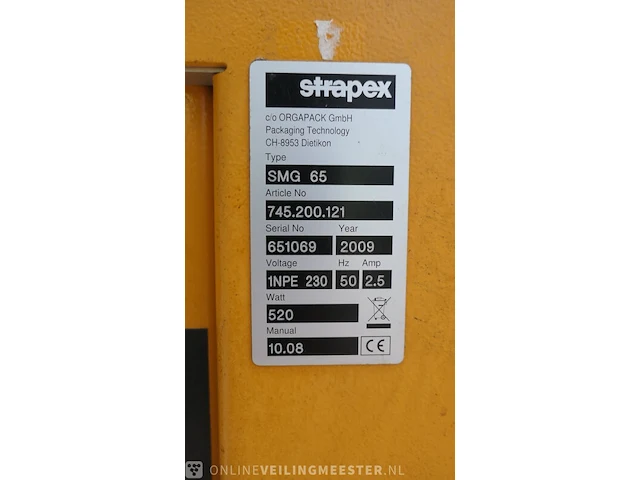 strapex
c/o ORGAPACK GmbH
Packaging Technology
CH-8953 Dietikon
Type
SMG 65
Article No
745.200.121
Serial No Year
651069 2009
Voltage Hz Amp
1NPE 230 50 2.5
Watt
520
Manual
10.08 CE
ONLINEVEILINGMEESTER.NL